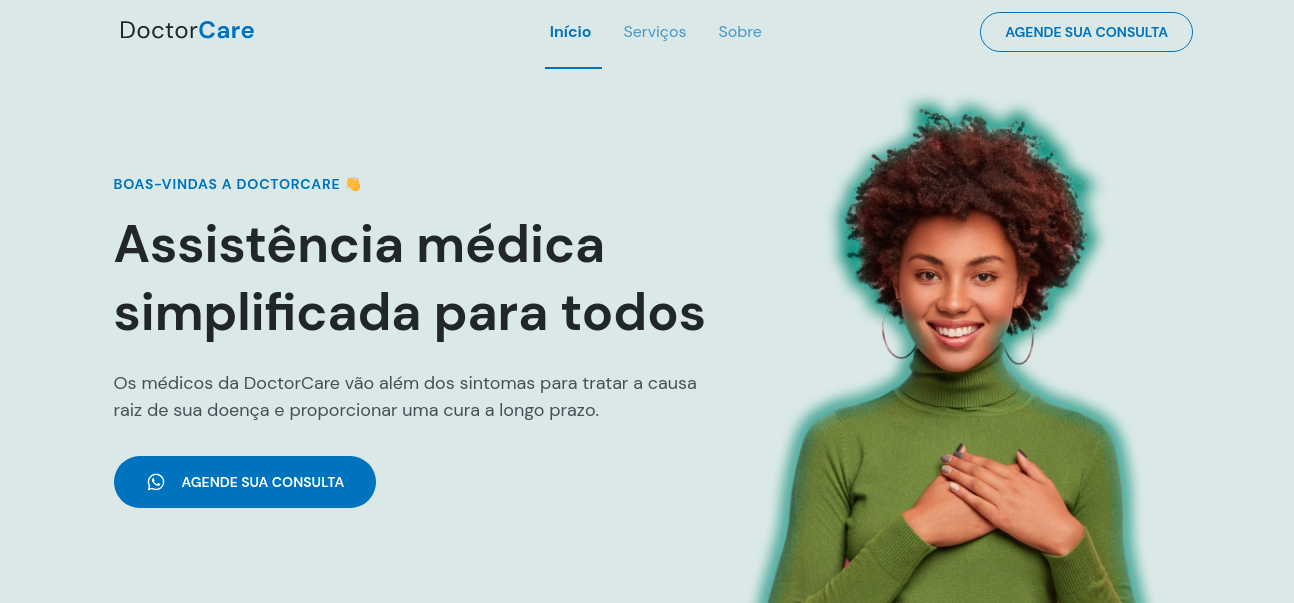 DoctorCare
Início
Serviços
Sobre
AGENDE SUA CONSULTA
BOAS-VINDAS A DOCTORCARE 👋
Assistência médica
simplificada para todos
Os médicos da DoctorCare vão além dos sintomas para tratar a causa
raiz de sua doença e proporcionar uma cura a longo prazo.
AGENDE SUA CONSULTA